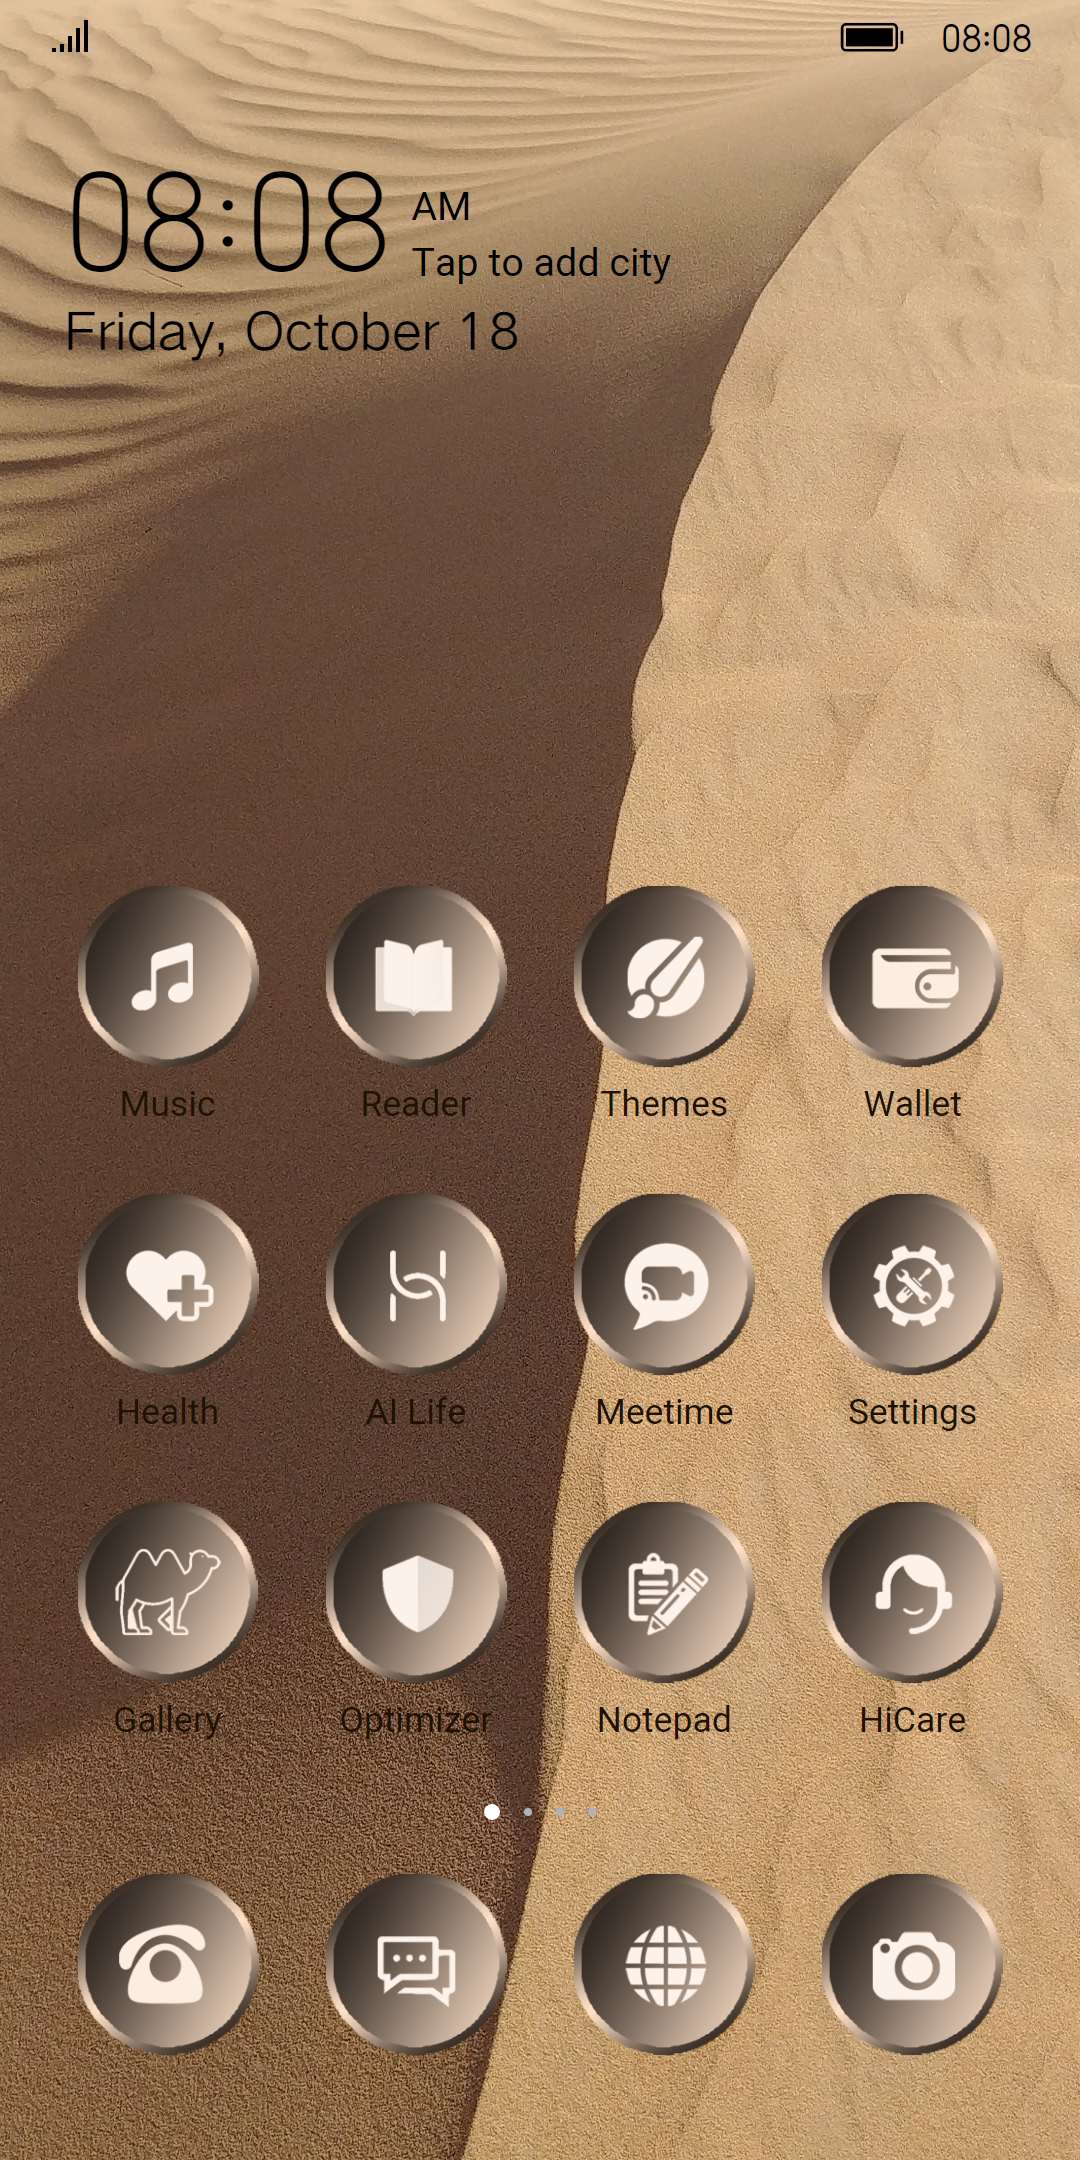 08:08
08:08 AM
Tap to add city
Friday, October 18
Music Reader Themes Wallet
Health AI Life Meetime Settings
Gallery Optimizer Notepad HiCare